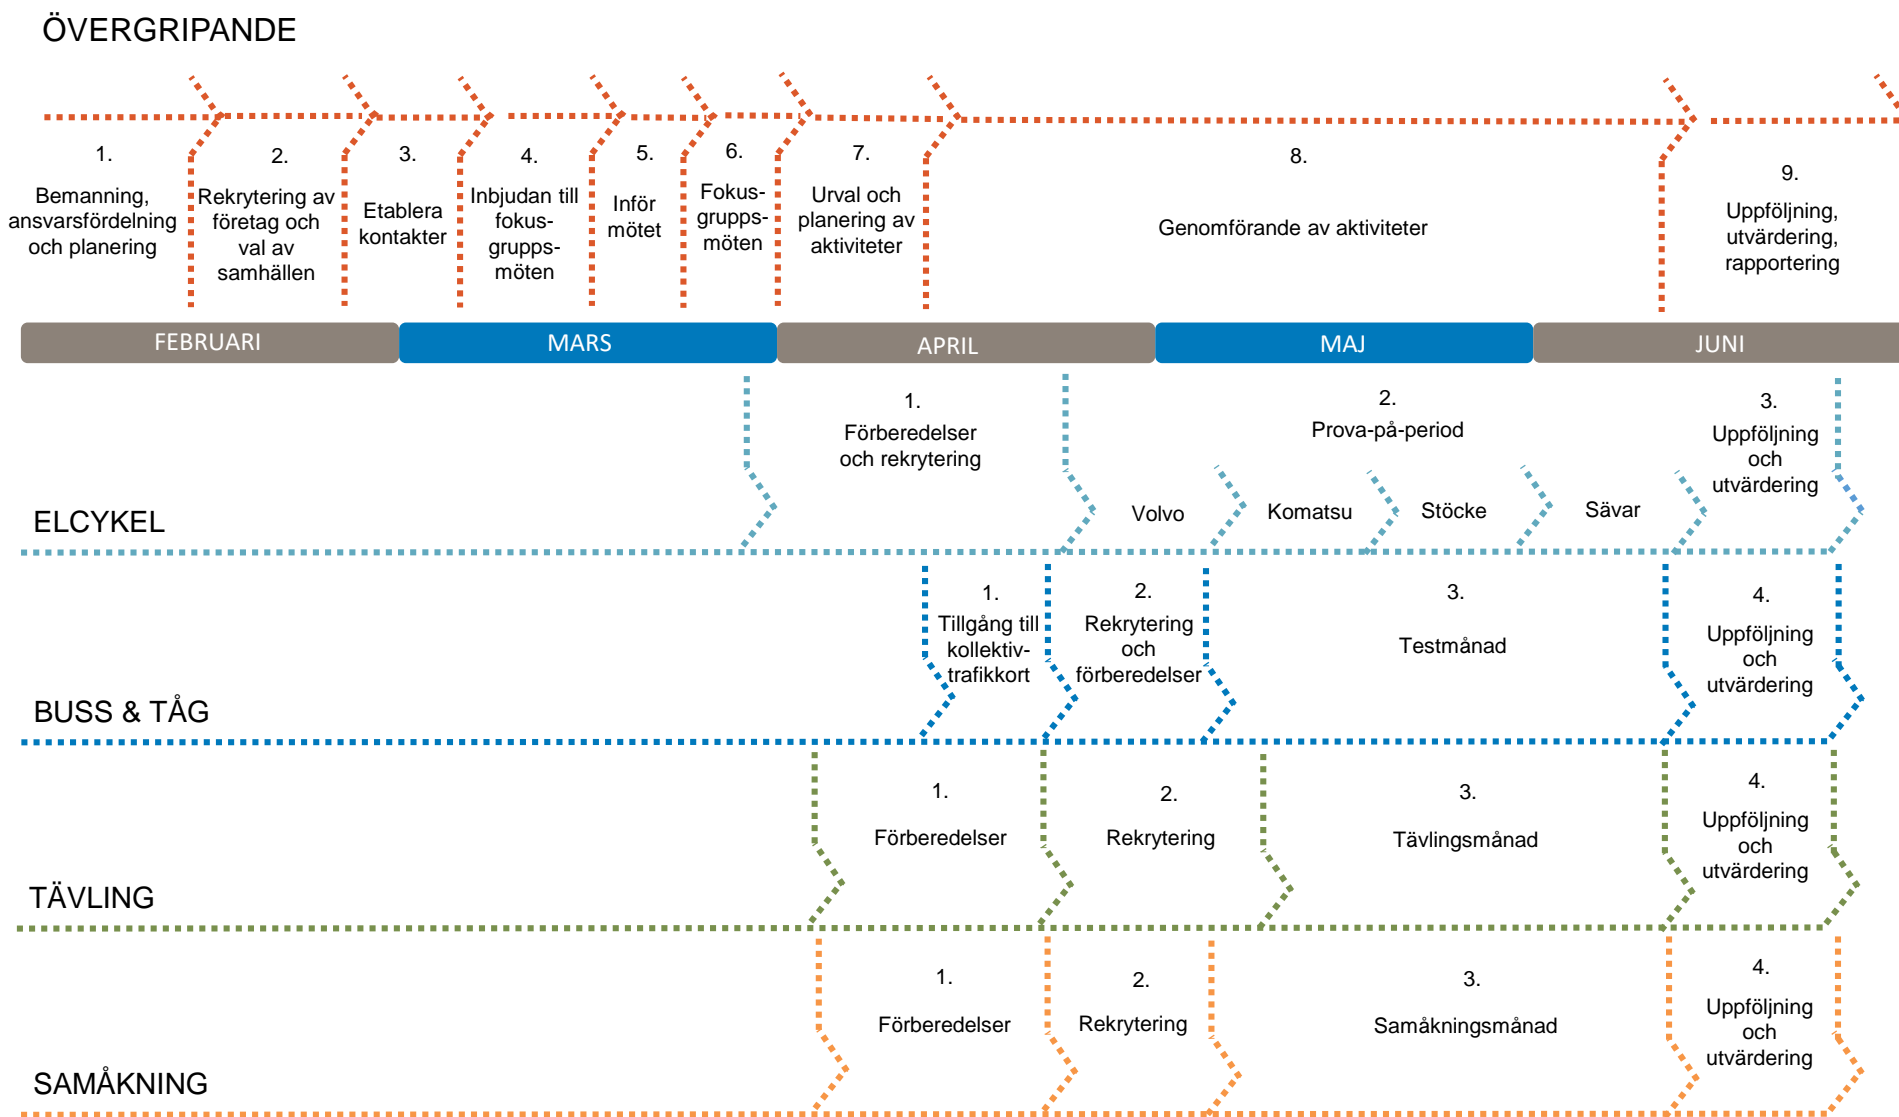 ÖVERGRIPANDE
1.
Bemanning,
ansvarsfördelning
och planering
2.
Rekrytering av
företag och
val av
samhällen
3.
Etablera
kontakter
4.
Inbjudan till
fokus-
grupps-
möten
5.
Inför
mötet
6.
Fokus-
grupps-
möten
7.
Urval och
planering av
aktiviteter
8.
Genomförande av aktiviteter
9.
Uppföljning,
utvärdering,
rapportering
FEBRUARI
MARS
APRIL
MAJ
JUNI
ELCYKEL
1.
Förberedelser
och rekrytering
2.
Prova-på-period
Volvo
Komatsu
Stöcke
Sävar
3.
Uppföljning
och
utvärdering
BUSS & TÅG
1.
Tillgång till
kollektiv-
trafikkort
2.
Rekrytering
och
förberedelser
3.
Testmånad
4.
Uppföljning
och
utvärdering
TÄVLING
1.
Förberedelser
2.
Rekrytering
3.
Tävlingsmånad
4.
Uppföljning
och
utvärdering
SAMÅKNING
1.
Förberedelser
2.
Rekrytering
3.
Samåkningsmånad
4.
Uppföljning
och
utvärdering